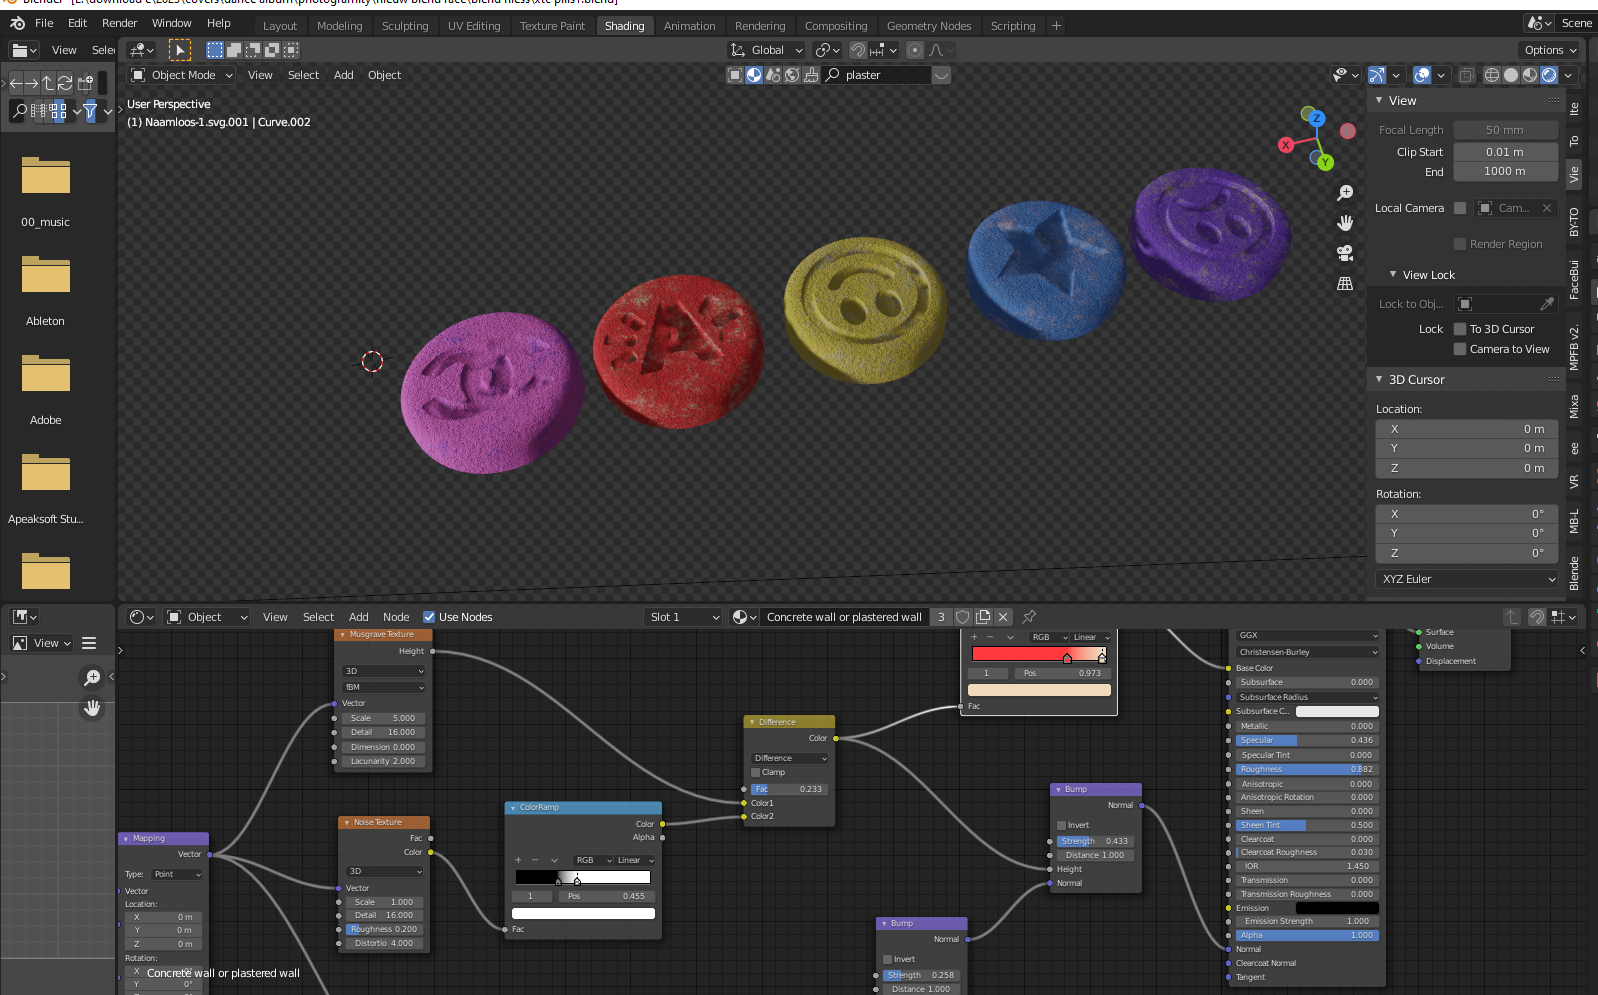 File Edit Render Window Help
Layout Modeling Sculpting UV Editing Texture Paint Shading Animation Rendering Compositing Geometry Nodes Scripting +
Scene
View
Global
Options
Object Mode View Select Add Object
plaster
User Perspective
(1) Naamloos-1.svg.001 | Curve.002
Z
X
Y
00_music
Ableton
Adobe
Apeaksoft Stu...
View
Focal Length 50 mm
Clip Start 0.01 m
End 1000 m
Local Camera Cam...
Render Region
View Lock
Lock to Obj...
Lock To 3D Cursor
Camera to View
3D Cursor
Location:
X 0 m
Y 0 m
Z 0 m
Rotation:
X 0°
Y 0°
Z 0°
XYZ Euler
Ite
To
Vie
BY-TO
FaceBui
MPFB v2.
Mixa
ee
VR
MB-L
Blende
View
Object View Select Add Node Use Nodes
Slot 1
Concrete wall or plastered wall 3
Musgrave Texture
Height
3D
fBM
Vector
Scale 5.000
Detail 16.000
Dimension 0.000
Lacunarity 2.000
Mapping
Vector
Type: Point
Vector
Location:
X 0 m
Y 0 m
Z 0 m
Rotation:
X
Y 0°
Concrete wall or plastered wall
Noise Texture
Fac
Color
3D
Vector
Scale 1.000
Detail 16.000
Roughness 0.200
Distortio 4.000
ColorRamp
Color
Alpha
RGB Linear
1 Pos 0.455
Fac
Difference
Color
Difference
Clamp
Fac 0.233
Color1
Color2
RGB Linear
1 Pos 0.973
Fac
Bump
Normal
Invert
Strength 0.433
Distance 1.000
Height
Normal
Bump
Normal
Invert
Strength 0.258
Distance 1.000
GGX
Christensen-Burley
Base Color
Subsurface 0.000
Subsurface Radius
Subsurface C...
Metallic 0.000
Specular 0.436
Specular Tint 0.000
Roughness 0.882
Anisotropic 0.000
Anisotropic Rotation 0.000
Sheen 0.000
Sheen Tint 0.500
Clearcoat 0.000
Clearcoat Roughness 0.030
IOR 1.450
Transmission 0.000
Transmission Roughness 0.000
Emission
Emission Strength 1.000
Alpha 1.000
Normal
Clearcoat Normal
Tangent
Surface
Volume
Displacement